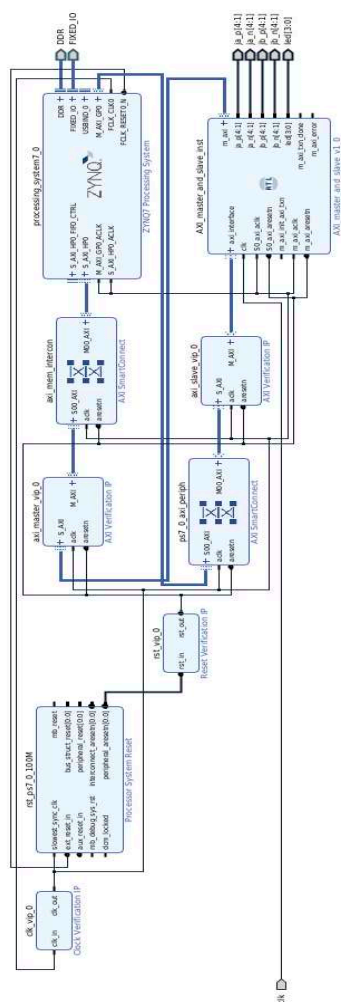 clk
clk_vip_0
clk_in
clk_out
Clock Verification IP
rst_ps7_0_100M
slowest_sync_clk
ext_reset_in
aux_reset_in
mb_debug_sys_rst
dcm_locked
mb_reset
bus_struct_reset[0:0]
peripheral_reset[0:0]
interconnect_aresetn[0:0]
peripheral_aresetn[0:0]
Processor System Reset
rst_vip_0
rst_in
rst_out
Reset Verification IP
axi_master_vip_0
S_AXI
aclk
aresetn
M_AXI
AXI Verification IP
ps7_0_axi_periph
S00_AXI
aclk
aresetn
M00_AXI
AXI SmartConnect
axi_mem_intercon
S00_AXI
aclk
aresetn
M00_AXI
AXI SmartConnect
axi_slave_vip_0
S_AXI
aclk
aresetn
M_AXI
AXI Verification IP
processing_system7_0
S_AXI_HP0_FIFO_CTRL
S_AXI_HP0
M_AXI_GP0_ACLK
S_AXI_HP0_ACLK
ZYNQ
DDR
FIXED_IO
USBIND_0
M_AXI_GP0
FCLK_CLK0
FCLK_RESET0_N
ZYNQ7 Processing System
AXI_master_and_slave_inst
axi_interface
clk
S0_axi_aclk
S0_axi_aresetn
m_axi_init_axi_txn
m_axi_aclk
m_axi_aresetn
RTL
m_axi
ja_p[4:1]
ja_n[4:1]
jb_p[4:1]
jb_n[4:1]
led[3:0]
m_axi_txn_done
m_axi_error
AXI_master_and_slave_v1_0
DDR
FIXED_IO
ja_p[4:1]
ja_n[4:1]
jb_p[4:1]
jb_n[4:1]
led[3:0]